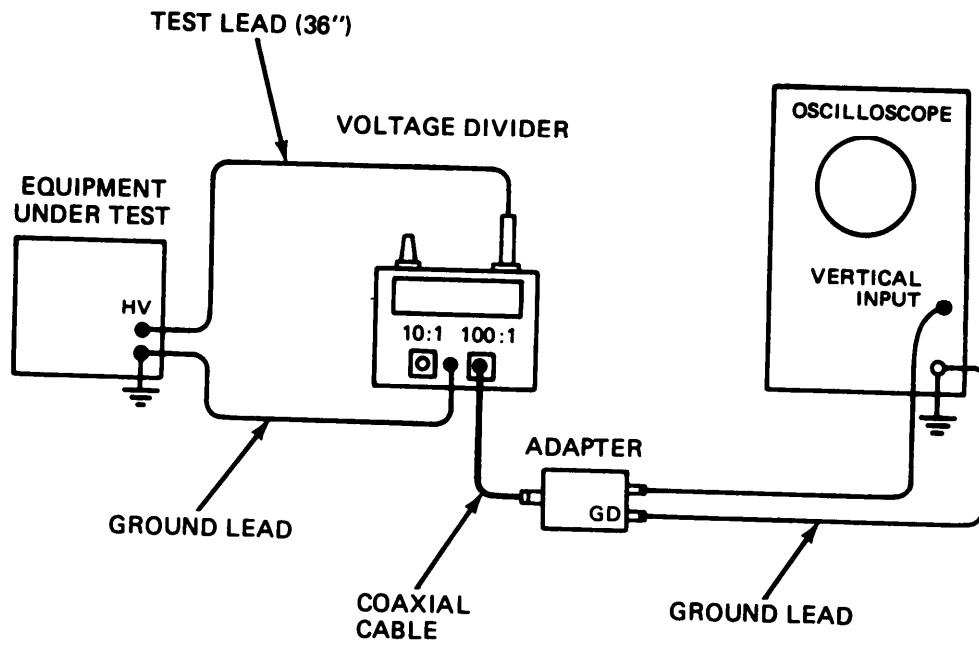 TEST LEAD (36")
VOLTAGE DIVIDER
OSCILLOSCOPE
EQUIPMENT
UNDER TEST
VERTICAL
INPUT
HV
10:1 100:1
ADAPTER
GD
GROUND LEAD
COAXIAL
CABLE
GROUND LEAD